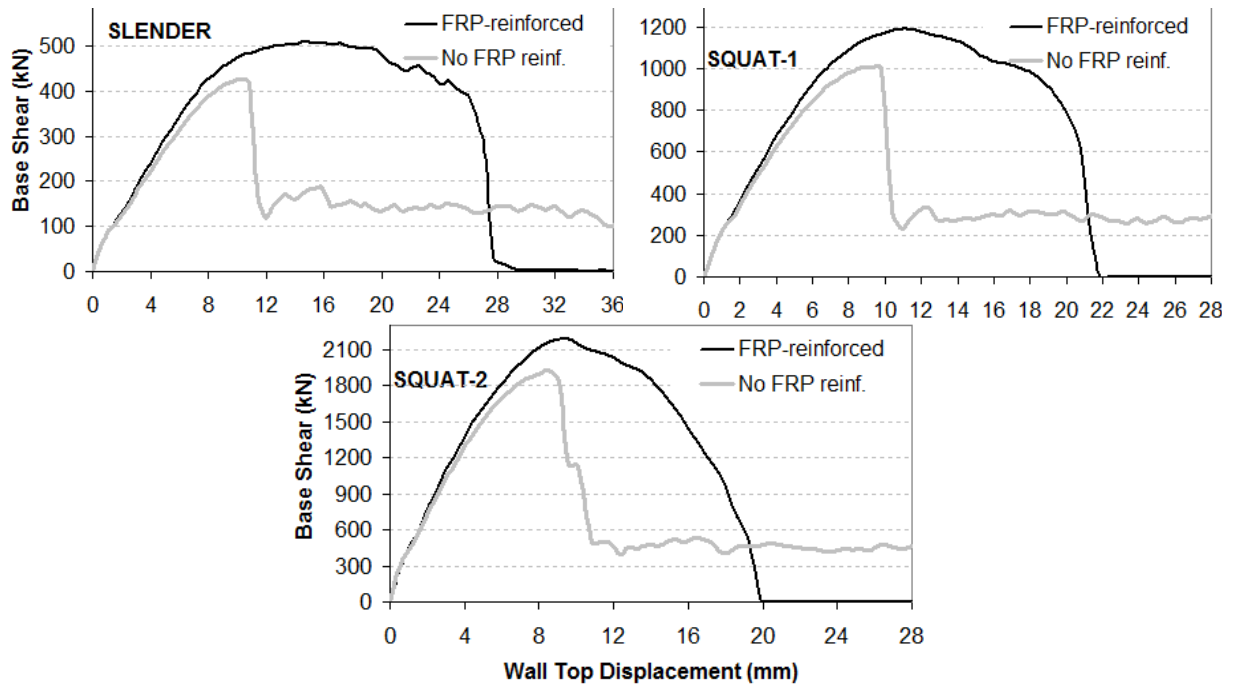 SLENDER
FRP-reinforced
No FRP reinf.
Base Shear (kN)
500
400
300
200
100
0
0 4 8 12 16 20 24 28 32 36
SQUAT-1
FRP-reinforced
No FRP reinf.
1200
1000
800
600
400
200
0
0 2 4 6 8 10 12 14 16 18 20 22 24 26 28
SQUAT-2
FRP-reinforced
No FRP reinf.
Base Shear (kN)
2100
1800
1500
1200
900
600
300
0
0 4 8 12 16 20 24 28
Wall Top Displacement (mm)